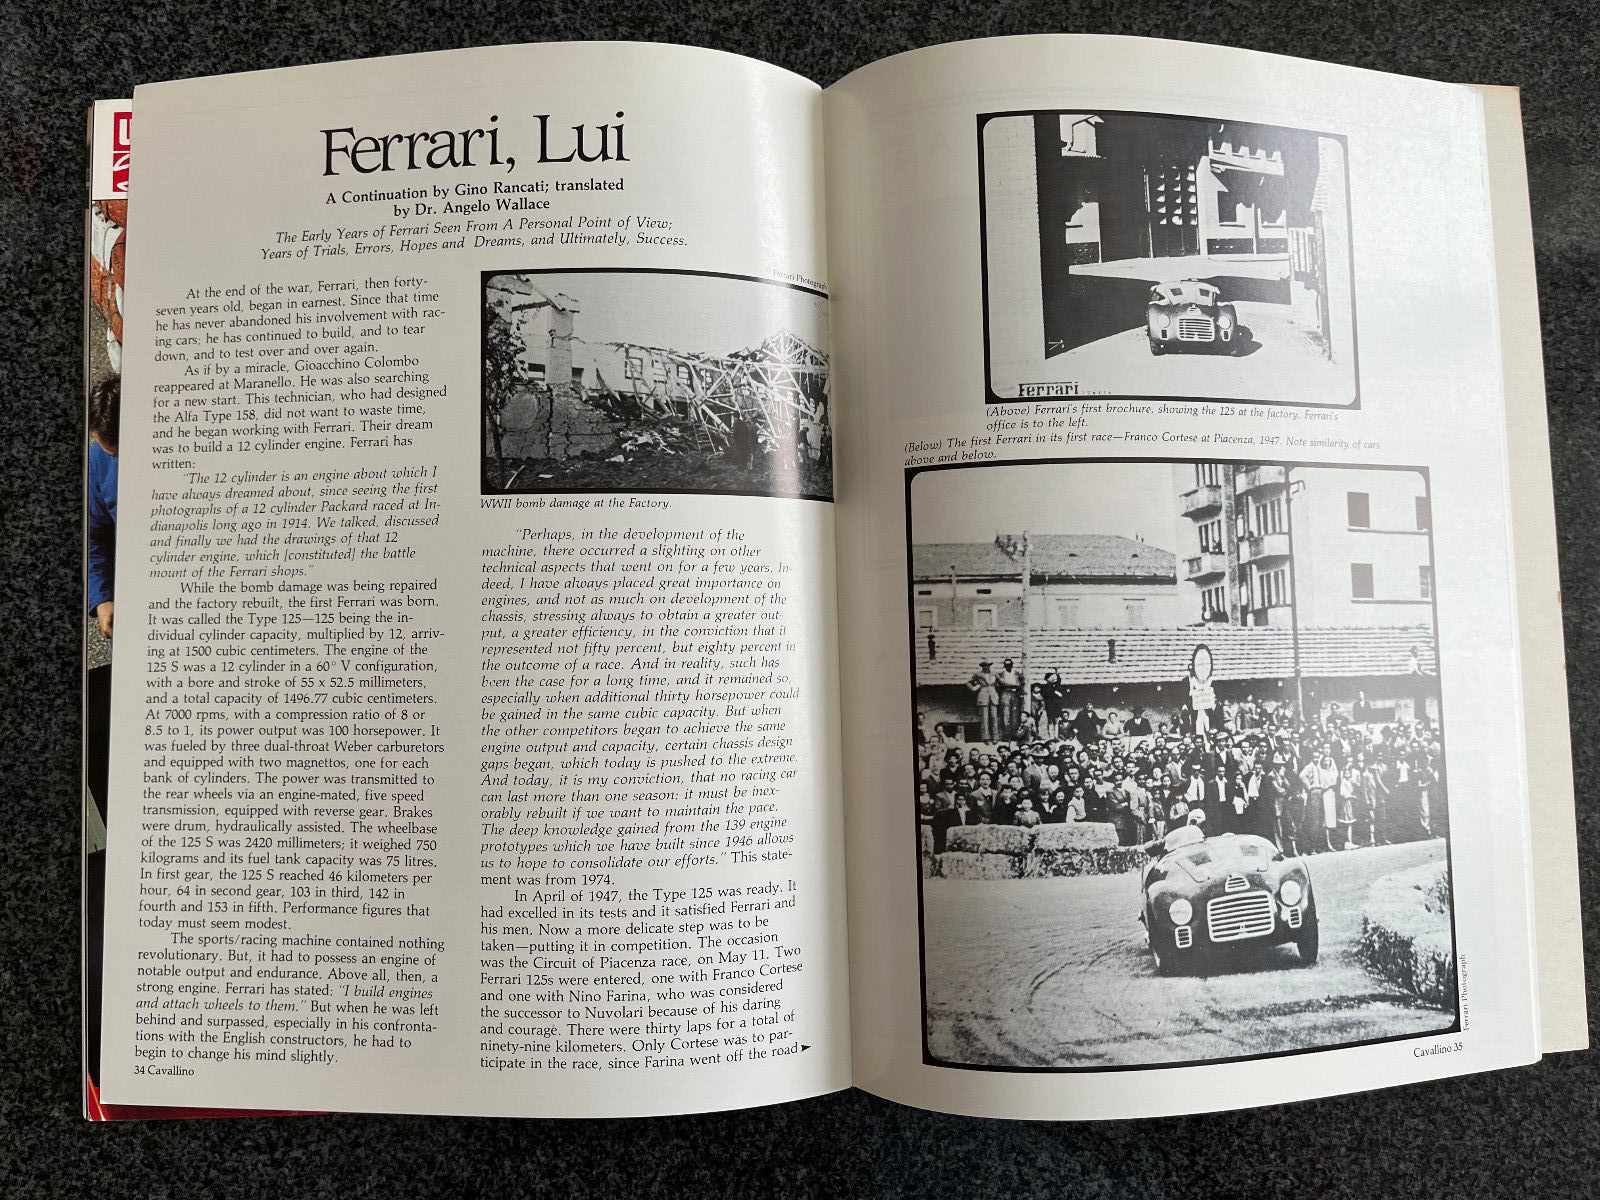 Ferrari, Lui
A Continuation by Gino Rancati; translated
by Dr. Angelo Wallace
The Early Years of Ferrari Seen From A Personal Point of View;
Years of Trials, Errors, Hopes and Dreams, and Ultimately, Success.
At the end of the war, Ferrari, then forty-
seven years old, began in earnest. Since that time
he has never abandoned his involvement with rac-
ing cars; he has continued to build, and to tear
down, and to test over and over again.
As if by a miracle, Gioacchino Colombo
reappeared at Maranello. He was also searching
for a new start. This technician, who had designed
the Alfa Type 158, did not want to waste time,
and he began working with Ferrari. Their dream
was to build a 12 cylinder engine. Ferrari has
written:
"The 12 cylinder is an engine about which I
have always dreamed about, since seeing the first
photographs of a 12 cylinder Packard raced at In-
dianapolis long ago in 1914. We talked, discussed
and finally we had the drawings of that 12
cylinder engine, which [constituted] the battle
mount of the Ferrari shops."
While the bomb damage was being repaired
and the factory rebuilt, the first Ferrari was born.
It was called the Type 125—125 being the in-
dividual cylinder capacity, multiplied by 12, arriv-
ing at 1500 cubic centimeters. The engine of the
125 S was a 12 cylinder in a 60° V configuration,
with a bore and stroke of 55 x 52.5 millimeters,
and a total capacity of 1496.77 cubic centimeters.
At 7000 rpms, with a compression ratio of 8 or
8.5 to 1, its power output was 100 horsepower. It
was fueled by three dual-throat Weber carburetors
and equipped with two magnettos, one for each
bank of cylinders. The power was transmitted to
the rear wheels via an engine-mated, five speed
transmission, equipped with reverse gear. Brakes
were drum, hydraulically assisted. The wheelbase
of the 125 S was 2420 millimeters; it weighed 750
kilograms and its fuel tank capacity was 75 litres.
In first gear, the 125 S reached 46 kilometers per
hour, 64 in second gear, 103 in third, 142 in
fourth and 153 in fifth. Performance figures that
today must seem modest.
The sports/racing machine contained nothing
revolutionary. But, it had to possess an engine of
notable output and endurance. Above all, then, a
strong engine. Ferrari has stated: "I build engines
and attach wheels to them." But when he was left
behind and surpassed, especially in his confronta-
tions with the English constructors, he had to
begin to change his mind slightly.
34 Cavallino
Ferrari Photograph
WWII bomb damage at the Factory.
"Perhaps, in the development of the
machine, there occurred a slighting on other
technical aspects that went on for a few years. In-
deed, I have always placed great importance on
engines, and not as much on development of the
chassis, stressing always to obtain a greater out-
put, a greater efficiency, in the conviction that it
represented not fifty percent, but eighty percent in
the outcome of a race. And in reality, such has
been the case for a long time, and it remained so,
especially when additional thirty horsepower could
be gained in the same cubic capacity. But when
the other competitors began to achieve the same
engine output and capacity, certain chassis design
gaps began, which today is pushed to the extreme.
And today, it is my conviction, that no racing car
can last more than one season: it must be inex-
orably rebuilt if we want to maintain the pace.
The deep knowledge gained from the 139 engine
prototypes which we have built since 1946 allows
us to hope to consolidate our efforts." This state-
ment was from 1974.
In April of 1947, the Type 125 was ready. It
had excelled in its tests and it satisfied Ferrari and
his men. Now a more delicate step was to be
taken—putting it in competition. The occasion
was the Circuit of Piacenza race, on May 11. Two
Ferrari 125s were entered, one with Franco Cortese
and one with Nino Farina, who was considered
the successor to Nuvolari because of his daring
and courage. There were thirty laps for a total of
ninety-nine kilometers. Only Cortese was to par-
ticipate in the race, since Farina went off the road
Ferrari ITALIA
(Above) Ferrari's first brochure, showing the 125 at the factory. Ferrari's
office is to the left.
(Below) The first Ferrari in its first race—Franco Cortese at Piacenza, 1947. Note similarity of cars
above and below.
Ferrari Photograph
Cavallino 35